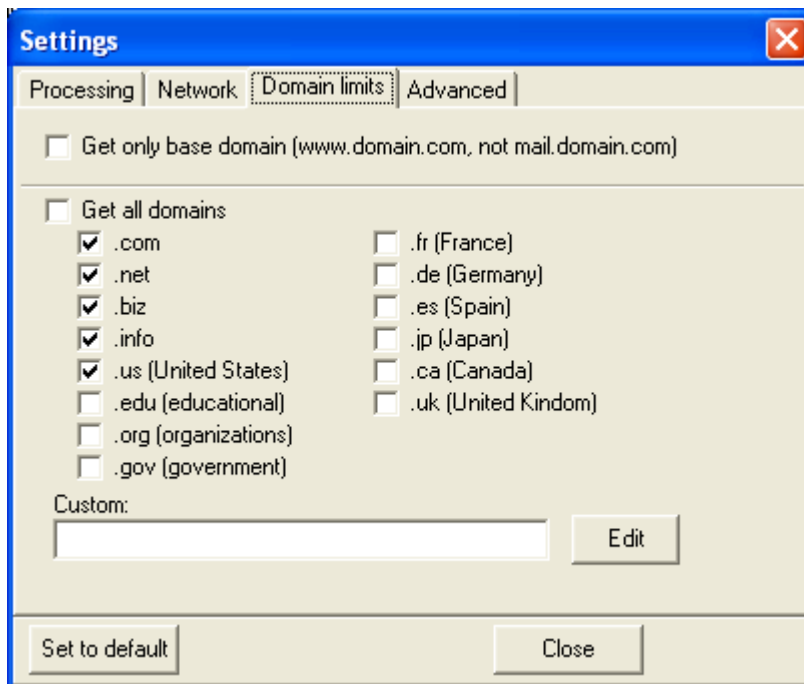 Settings
Processing Network Domain limits Advanced
Get only base domain (www.domain.com, not mail.domain.com)
Get all domains
.com
.net
.biz
.info
.us (United States)
.edu (educational)
.org (organizations)
.gov (government)
.fr (France)
.de (Germany)
.es (Spain)
.jp (Japan)
.ca (Canada)
.uk (United Kindom)
Custom:
Edit
Set to default Close